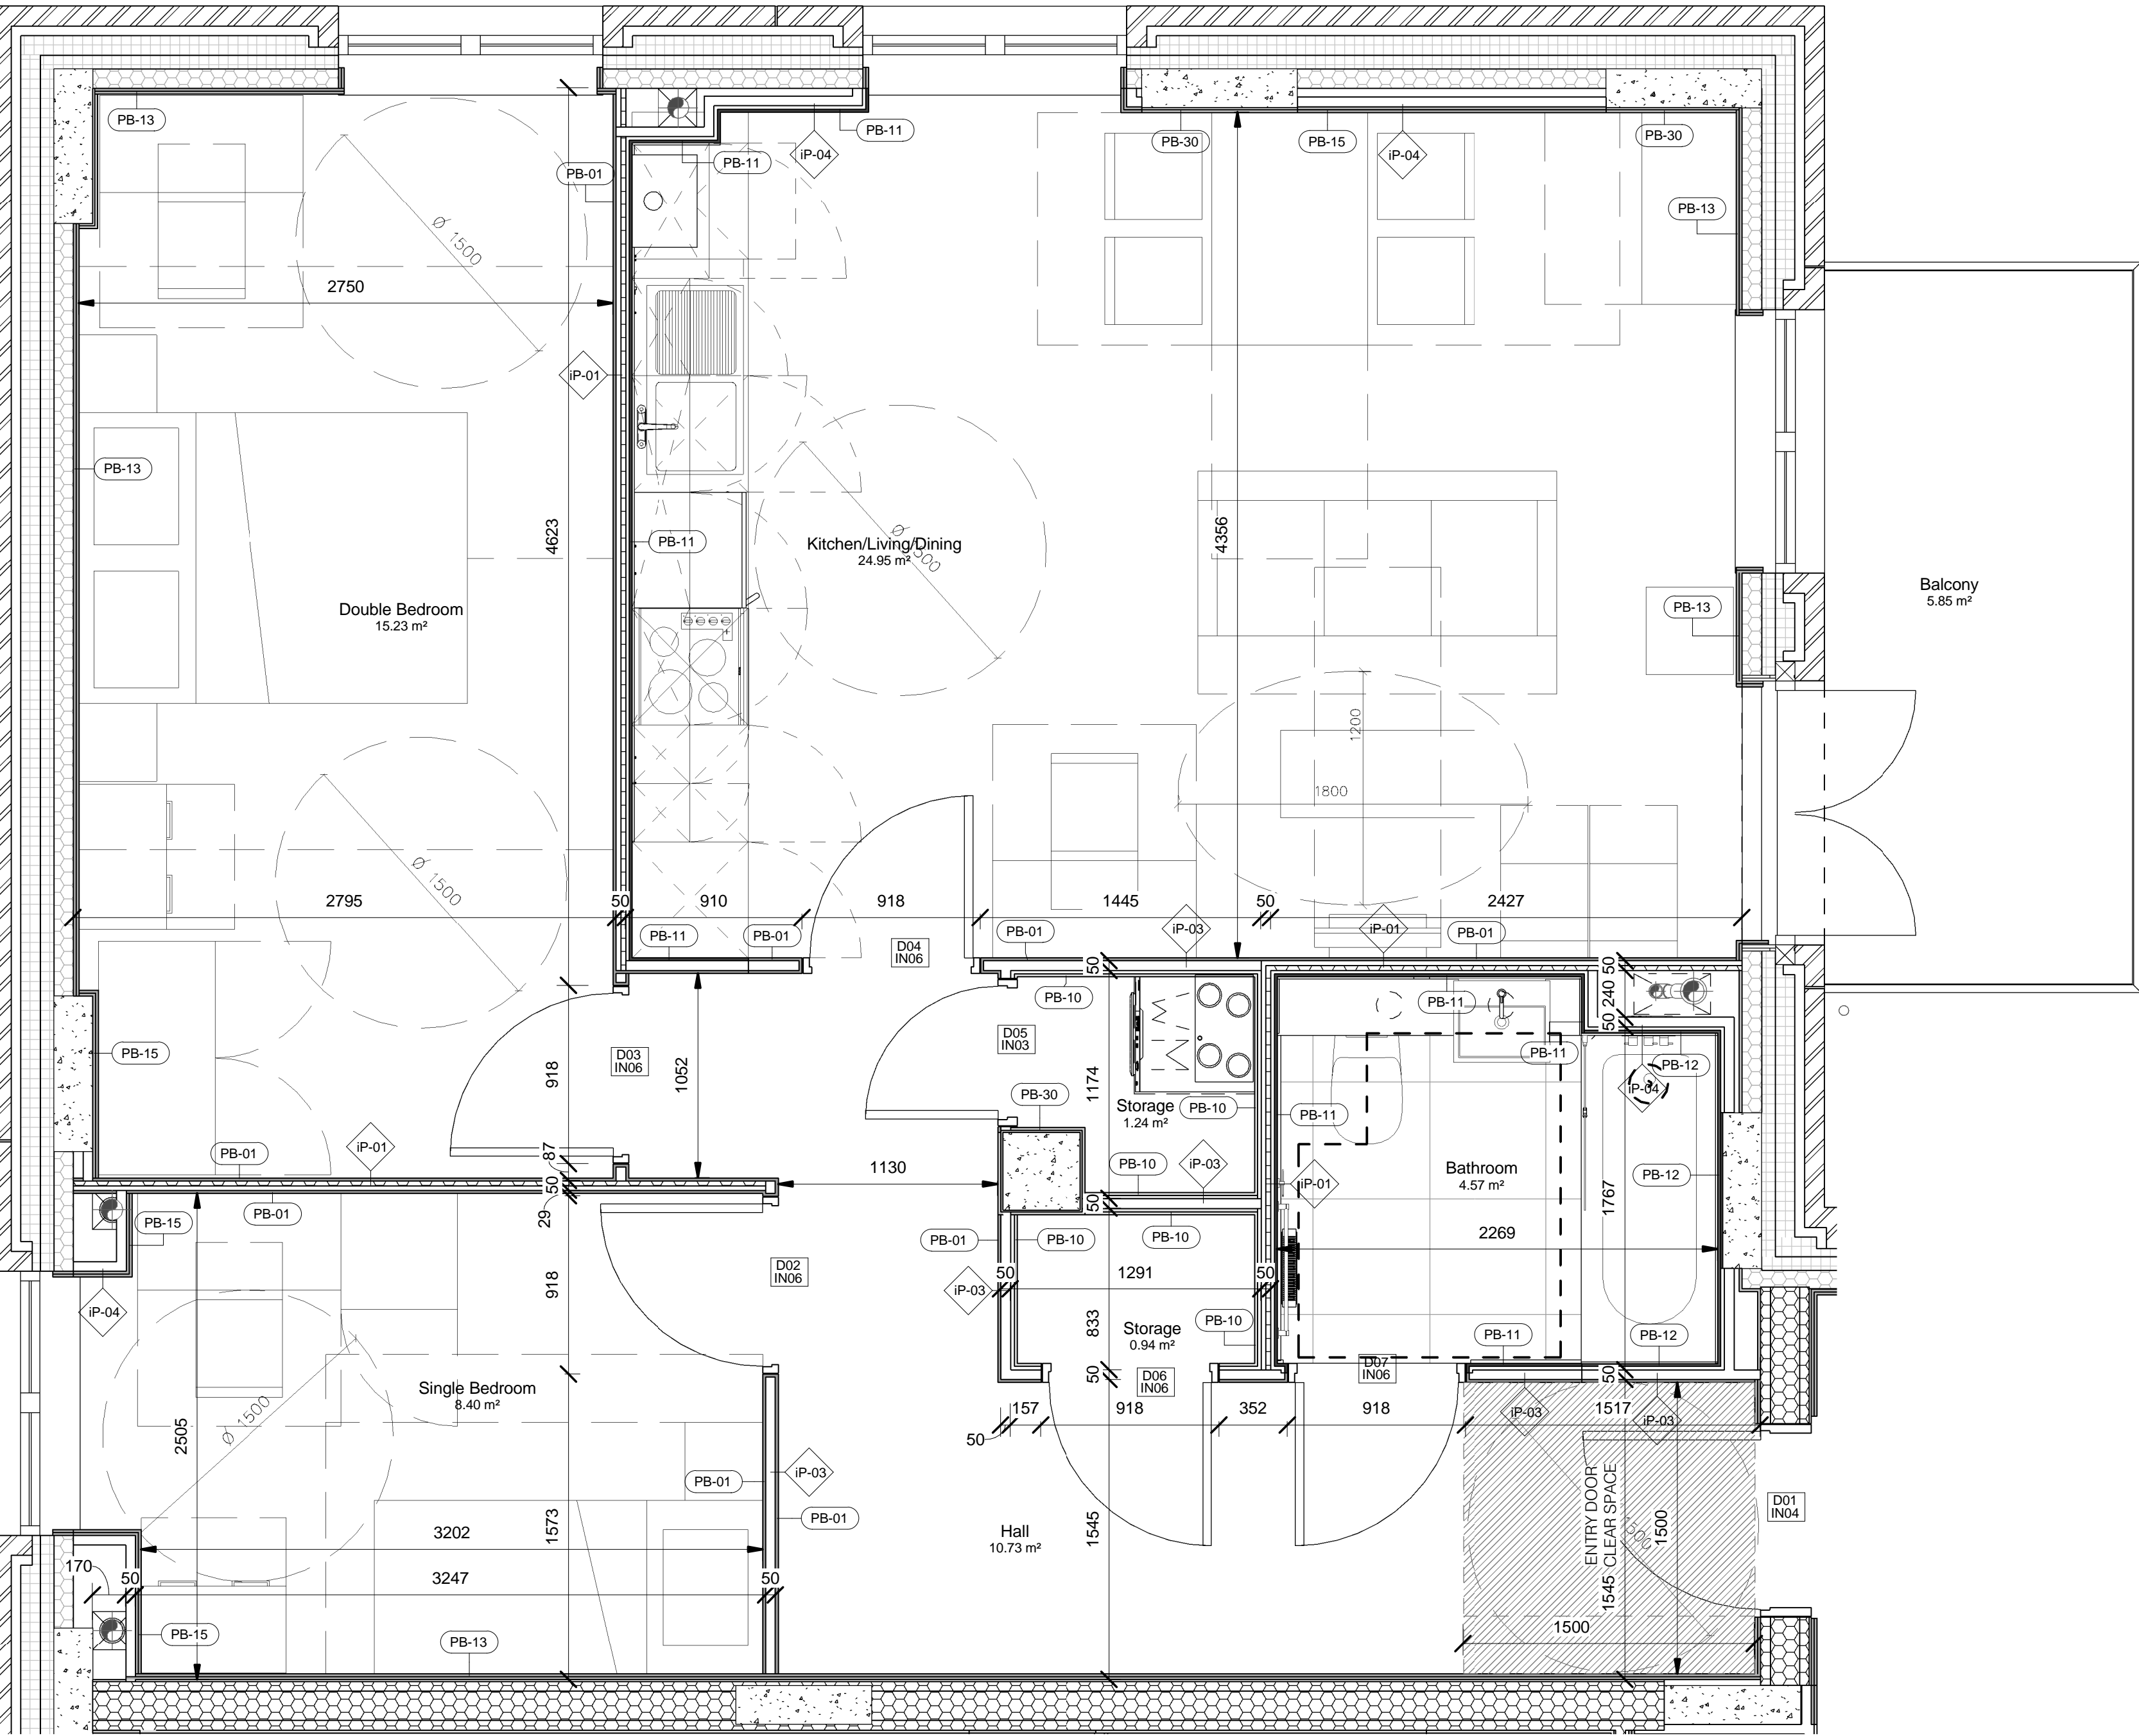 PB-13
PB-01
PB-11
iP-04
PB-11
PB-30
PB-15
iP-04
PB-30
PB-13
Ø 1500
2750
iP-01
PB-13
4623
PB-11
Kitchen/Living/Dining
24.95 m²
Ø 1500
4356
Double Bedroom
15.23 m²
Balcony
5.85 m²
PB-13
1200
1800
Ø 1500
2795
50
910
918
1445
50
2427
PB-11
PB-01
D04
IN06
PB-01
iP-03
iP-01
PB-01
50
50
240
50
PB-10
PB-11
D05
IN03
PB-11
PB-12
iP-04
PB-15
D03
IN06
918
1052
1174
PB-30
Storage
1.24 m²
PB-10
PB-11
PB-01
iP-01
87
1130
PB-10
iP-03
Bathroom
4.57 m²
PB-12
1767
50
29
iP-01
PB-01
PB-15
50
PB-01
PB-10
PB-10
2269
D02
IN06
918
iP-04
iP-03
50
1291
50
833
Storage
0.94 m²
PB-10
PB-11
PB-12
50
D06
IN06
D07
IN06
50
Single Bedroom
8.40 m²
Ø 1500
2505
50
157
918
352
918
iP-03
1517
iP-03
iP-03
PB-01
PB-01
ENTRY DOOR
1545 CLEAR SPACE
1500
1500
D01
IN04
3202
1573
Hall
10.73 m²
1545
170
50
3247
50
PB-15
PB-13
1500